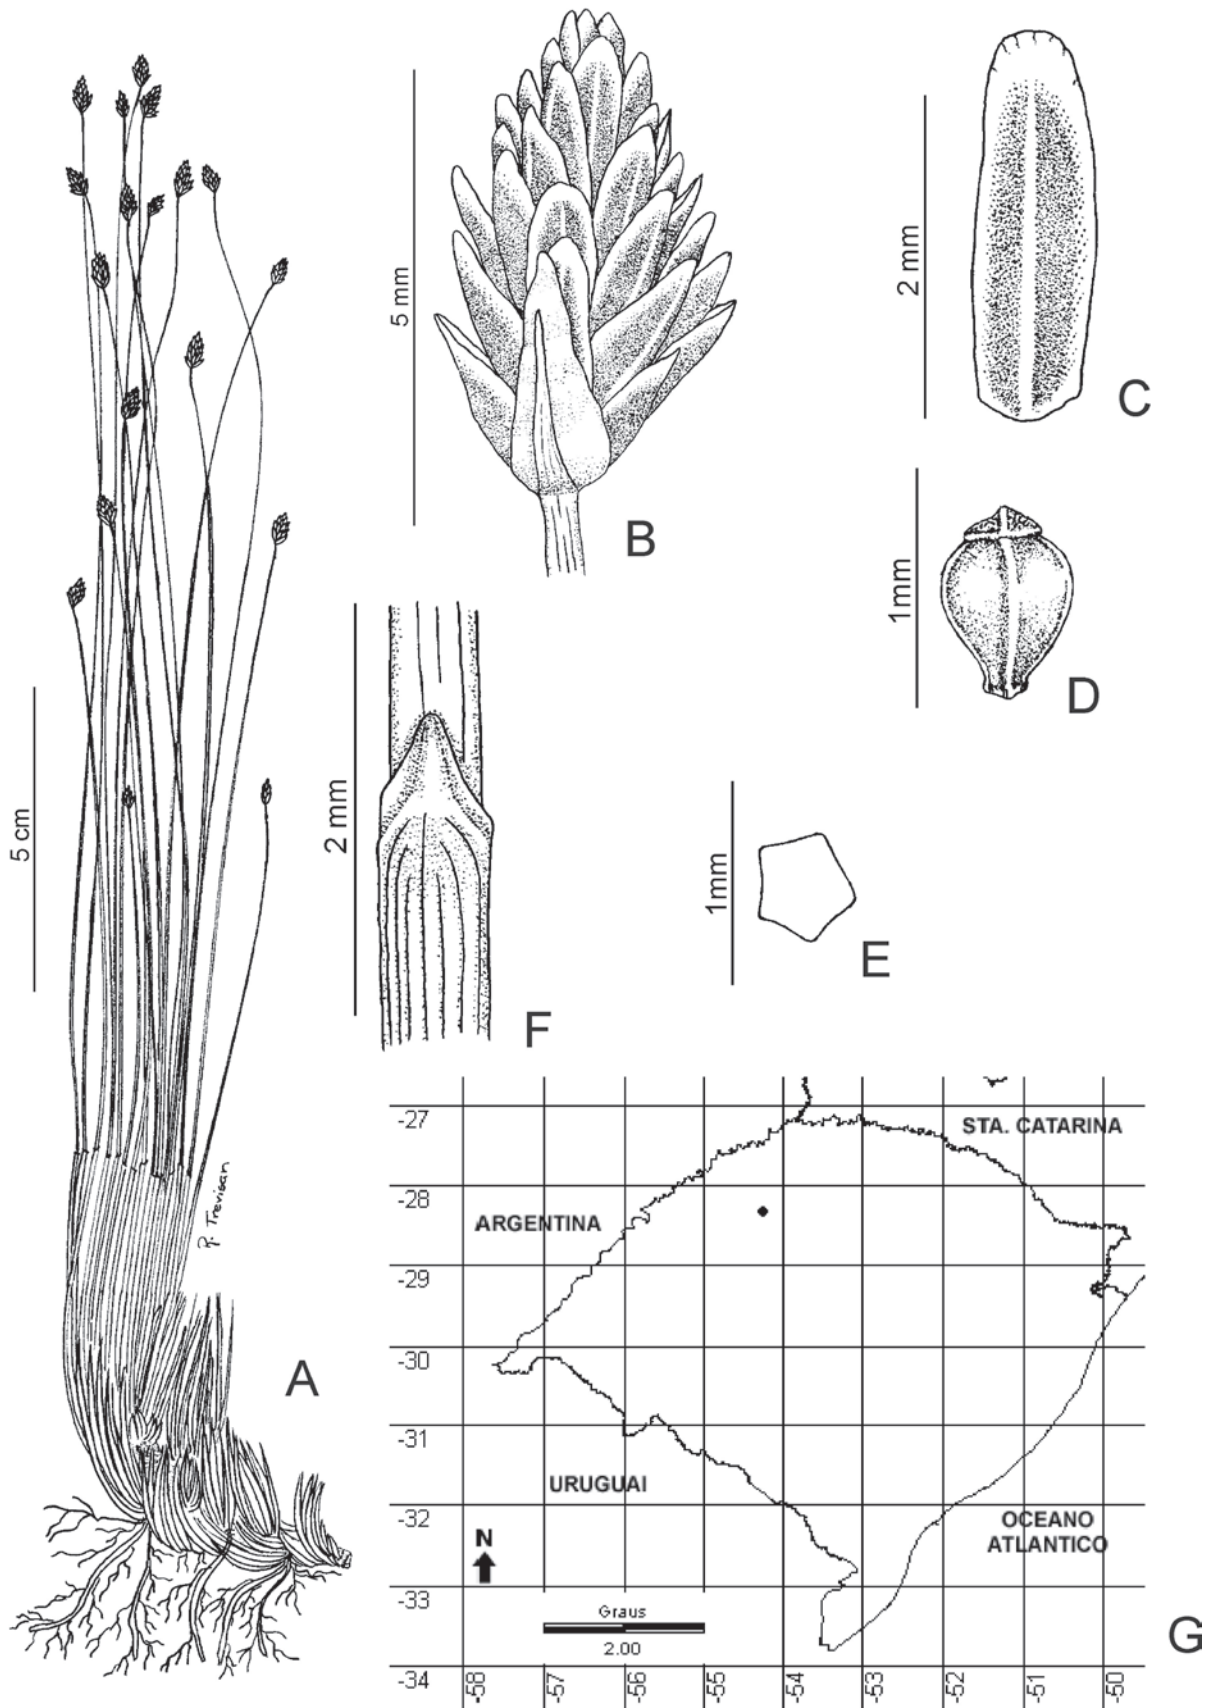 5 mm
B
2 mm
C
1mm
D
5 cm
2 mm
F
1mm
E
R. Trevisan
A
-27
-28
-29
-30
-31
-32
-33
-34
STA. CATARINA
ARGENTINA
URUGUAI
OCEANO
ATLANTICO
N
Graus
2.00
-58
-57
-56
-55
-54
-53
-52
-51
-50
G